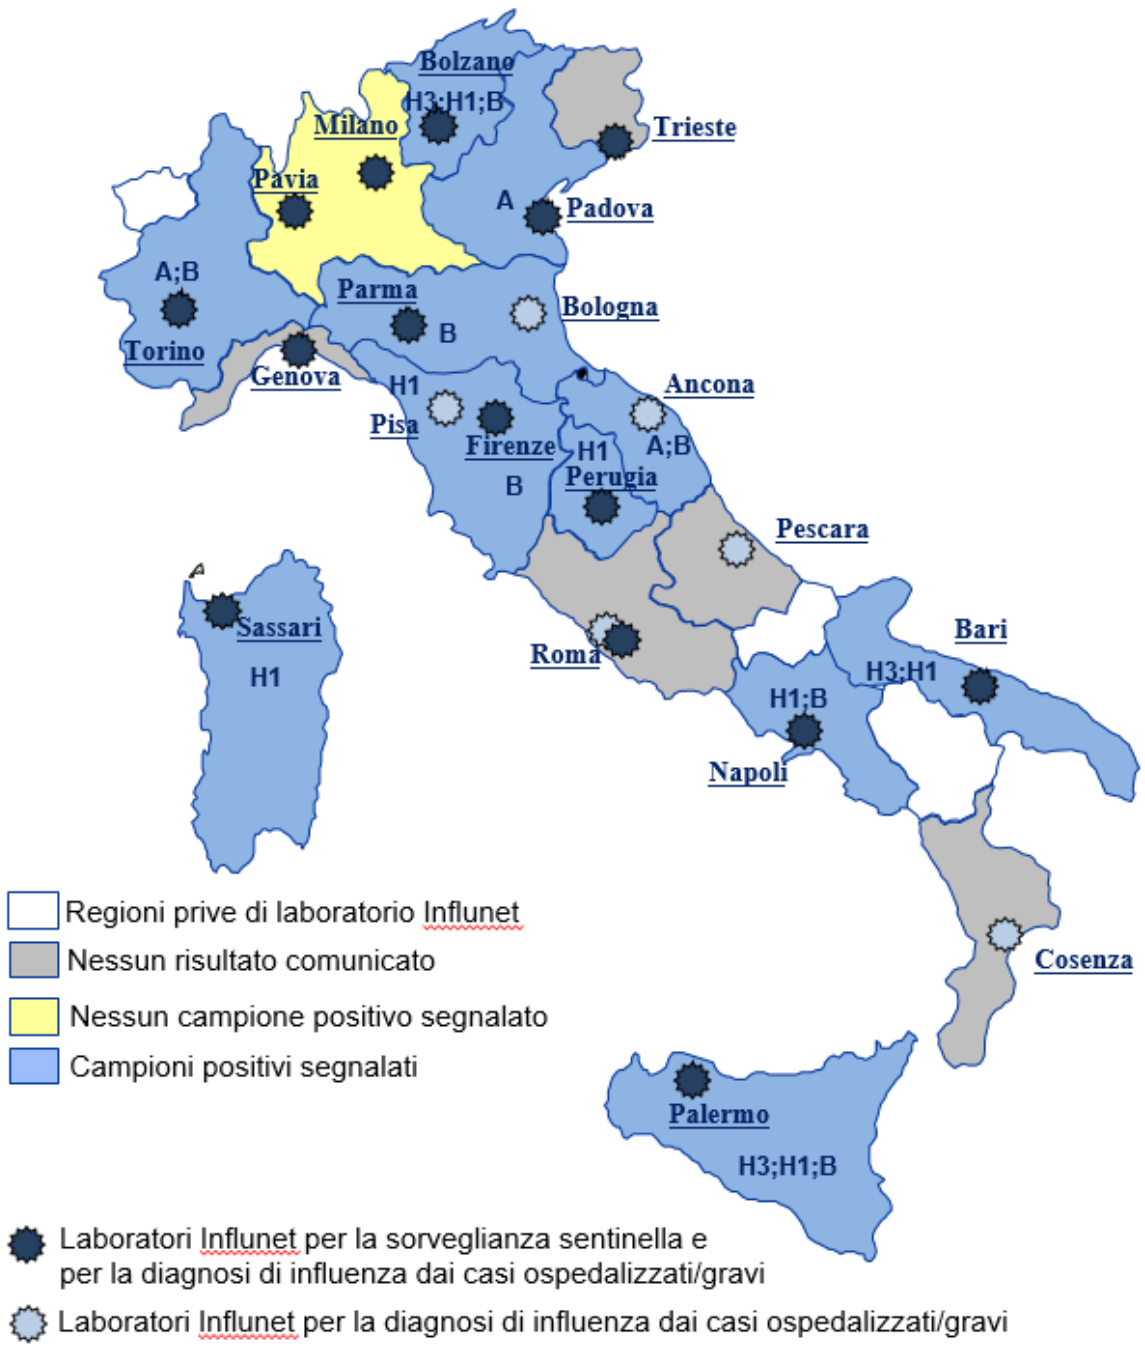 Bolzano
H3;H1;B
Milano
Trieste
Pavia
A
Padova
A;B
Parma
Bologna
B
Torino
Genova
H1
Ancona
Pisa
Firenze
H1
A;B
B
Perugia
Pescara
Sassari
H1
Roma
Bari
H3;H1
H1;B
Napoli
Regioni prive di laboratorio Influnet
Nessun risultato comunicato
Cosenza
Nessun campione positivo segnalato
Campioni positivi segnalati
Palermo
H3;H1;B
Laboratori Influnet per la sorveglianza sentinella e
per la diagnosi di influenza dai casi ospedalizzati/gravi
Laboratori Influnet per la diagnosi di influenza dai casi ospedalizzati/gravi